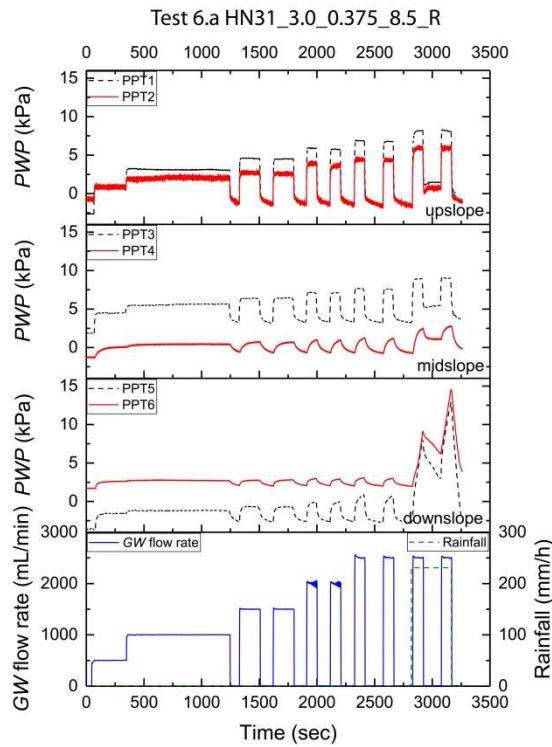 Test 6.a HN31_3.0_0.375_8.5_R
0 500 1000 1500 2000 2500 3000 3500
PWP (kPa)
15
10
5
0
PPT1
PPT2
upslope
PWP (kPa)
15
10
5
0
PPT3
PPT4
midslope
PWP (kPa)
15
10
5
0
PPT5
PPT6
downslope
GW flow rate (mL/min)
3000
2000
1000
0
GW flow rate
Rainfall
300
200
100
0
Rainfall (mm/h)
0 500 1000 1500 2000 2500 3000 3500
Time (sec)